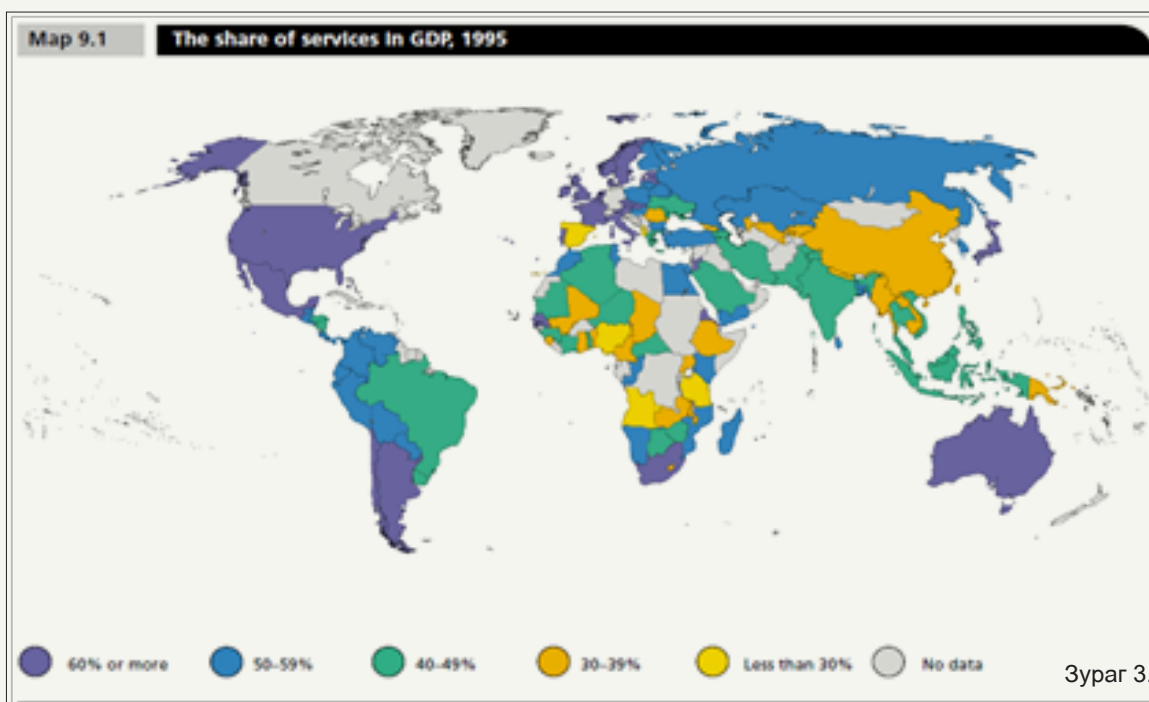 Map 9.1
The share of services in GDP, 1995
60% or more
50–59%
40–49%
30–39%
Less than 30%
No data
Зураг 3.